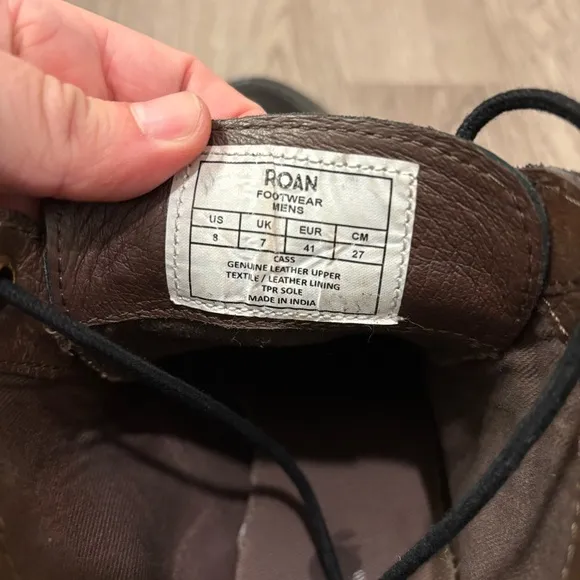 ROAN
FOOTWEAR
MENS
US UK EUR CM
8 7 41 27
CASS
GENUINE LEATHER UPPER
TEXTILE / LEATHER LINING
TPR SOLE
MADE IN INDIA